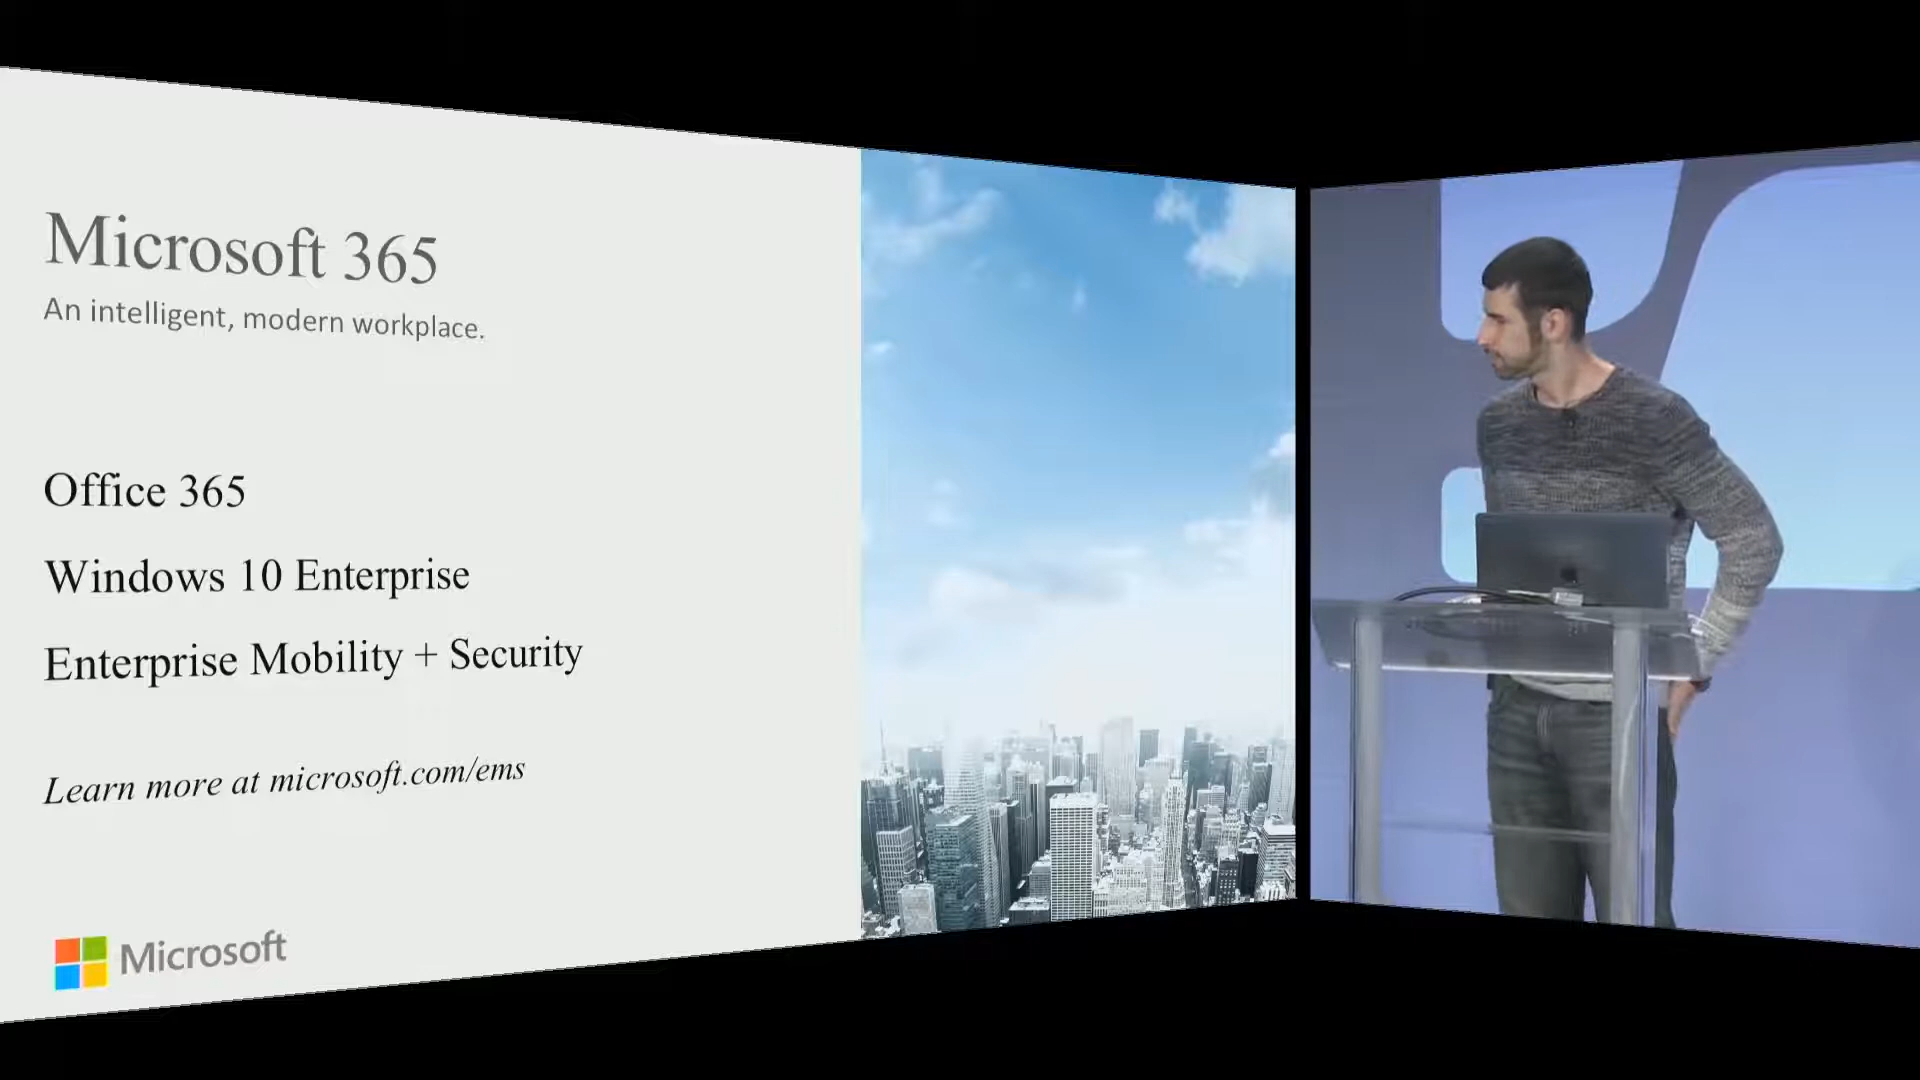 Microsoft 365
An intelligent, modern workplace.
Office 365
Windows 10 Enterprise
Enterprise Mobility + Security
Learn more at microsoft.com/ems
Microsoft